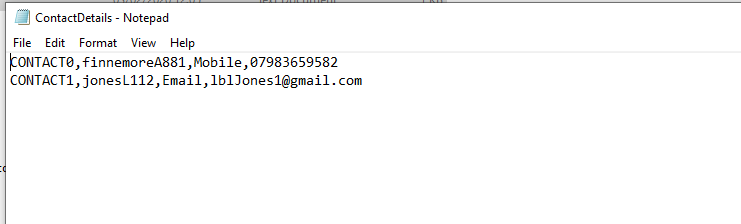 ContactDetails - Notepad
File Edit Format View Help
CONTACT0,finnemoreA881,Mobile,07983659582
CONTACT1,jonesL112,Email,lblJones1@gmail.com